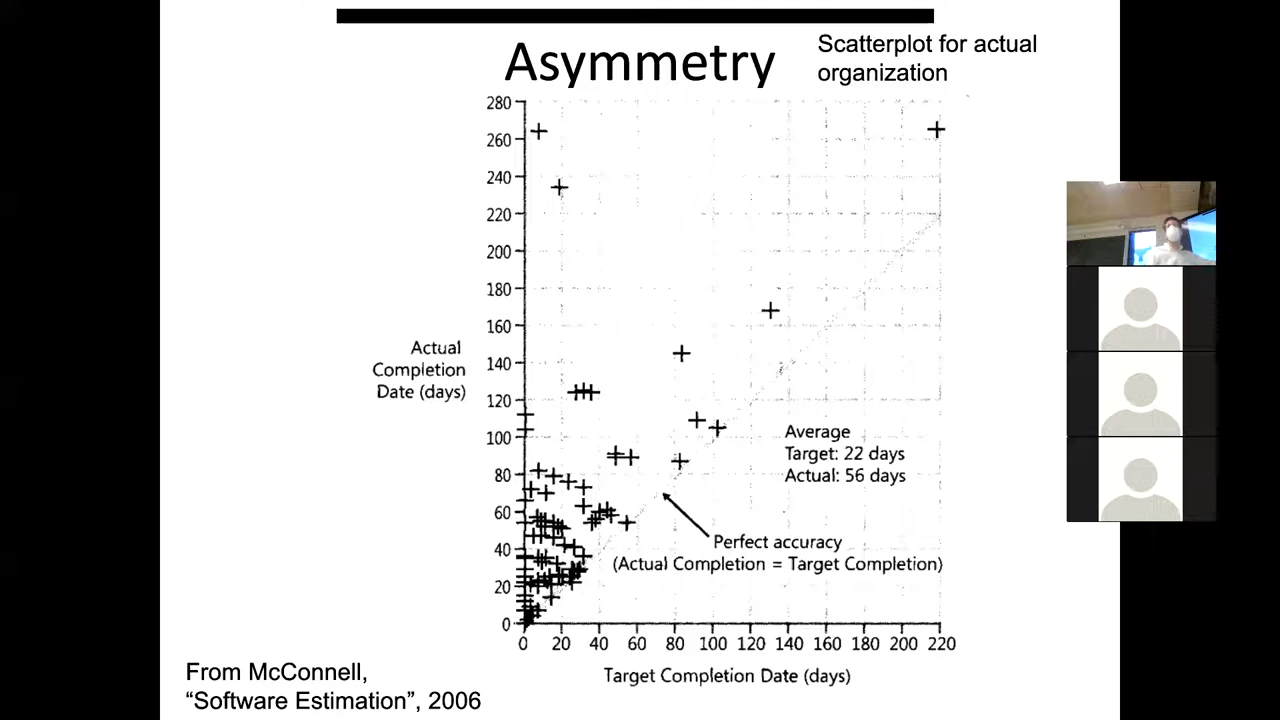 Asymmetry
Scatterplot for actual
organization
280
260
240
220
200
180
160
140
120
100
80
60
40
20
0
Actual
Completion
Date (days)
Average
Target: 22 days
Actual: 56 days
Perfect accuracy
(Actual Completion = Target Completion)
0 20 40 60 80 100 120 140 160 180 200 220
Target Completion Date (days)
From McConnell,
“Software Estimation”, 2006